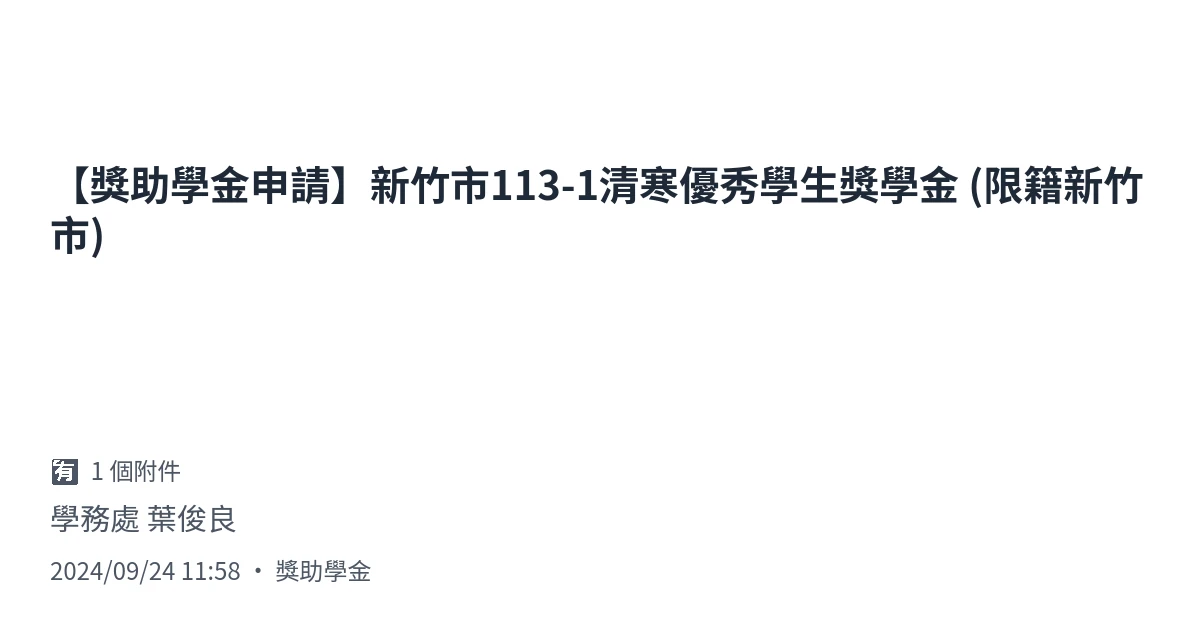 【獎助學金申請】新竹市113-1清寒優秀學生獎學金 (限籍新竹
市)
🈶 1 個附件
學務處 葉俊良
2024/09/24 11:58 • 獎助學金